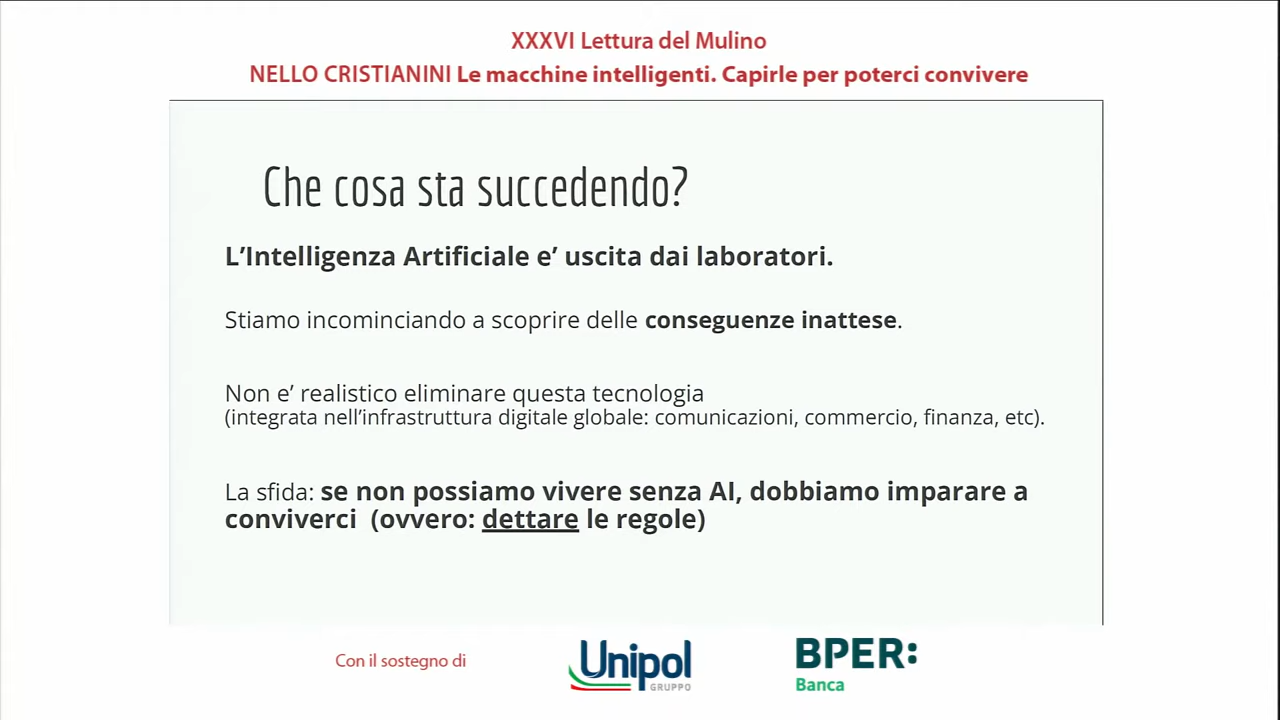 XXXVI Lettura del Mulino
NELLO CRISTIANINI Le macchine intelligenti. Capirle per poterci convivere
Che cosa sta succedendo?
L’Intelligenza Artificiale e’ uscita dai laboratori.
Stiamo incominciando a scoprire delle conseguenze inattese.
Non e’ realistico eliminare questa tecnologia
(integrata nell’infrastruttura digitale globale: comunicazioni, commercio, finanza, etc).
La sfida: se non possiamo vivere senza AI, dobbiamo imparare a
conviverci  (ovvero: dettare le regole)
Con il sostegno di
Unipol
GRUPPO
BPER:
Banca